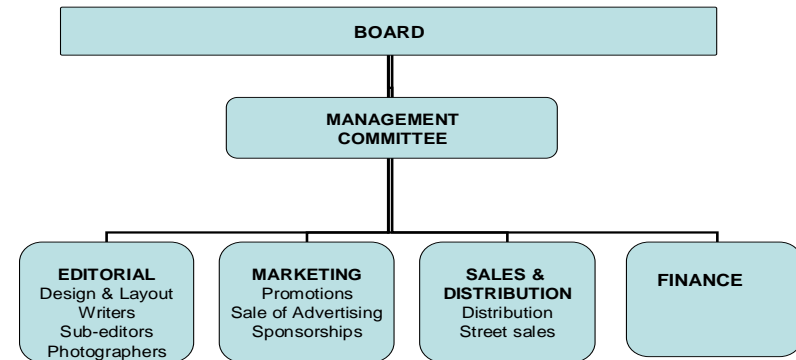 BOARD
MANAGEMENT
COMMITTEE
EDITORIAL
Design & Layout
Writers
Sub-editors
Photographers
MARKETING
Promotions
Sale of Advertising
Sponsorships
SALES &
DISTRIBUTION
Distribution
Street sales
FINANCE